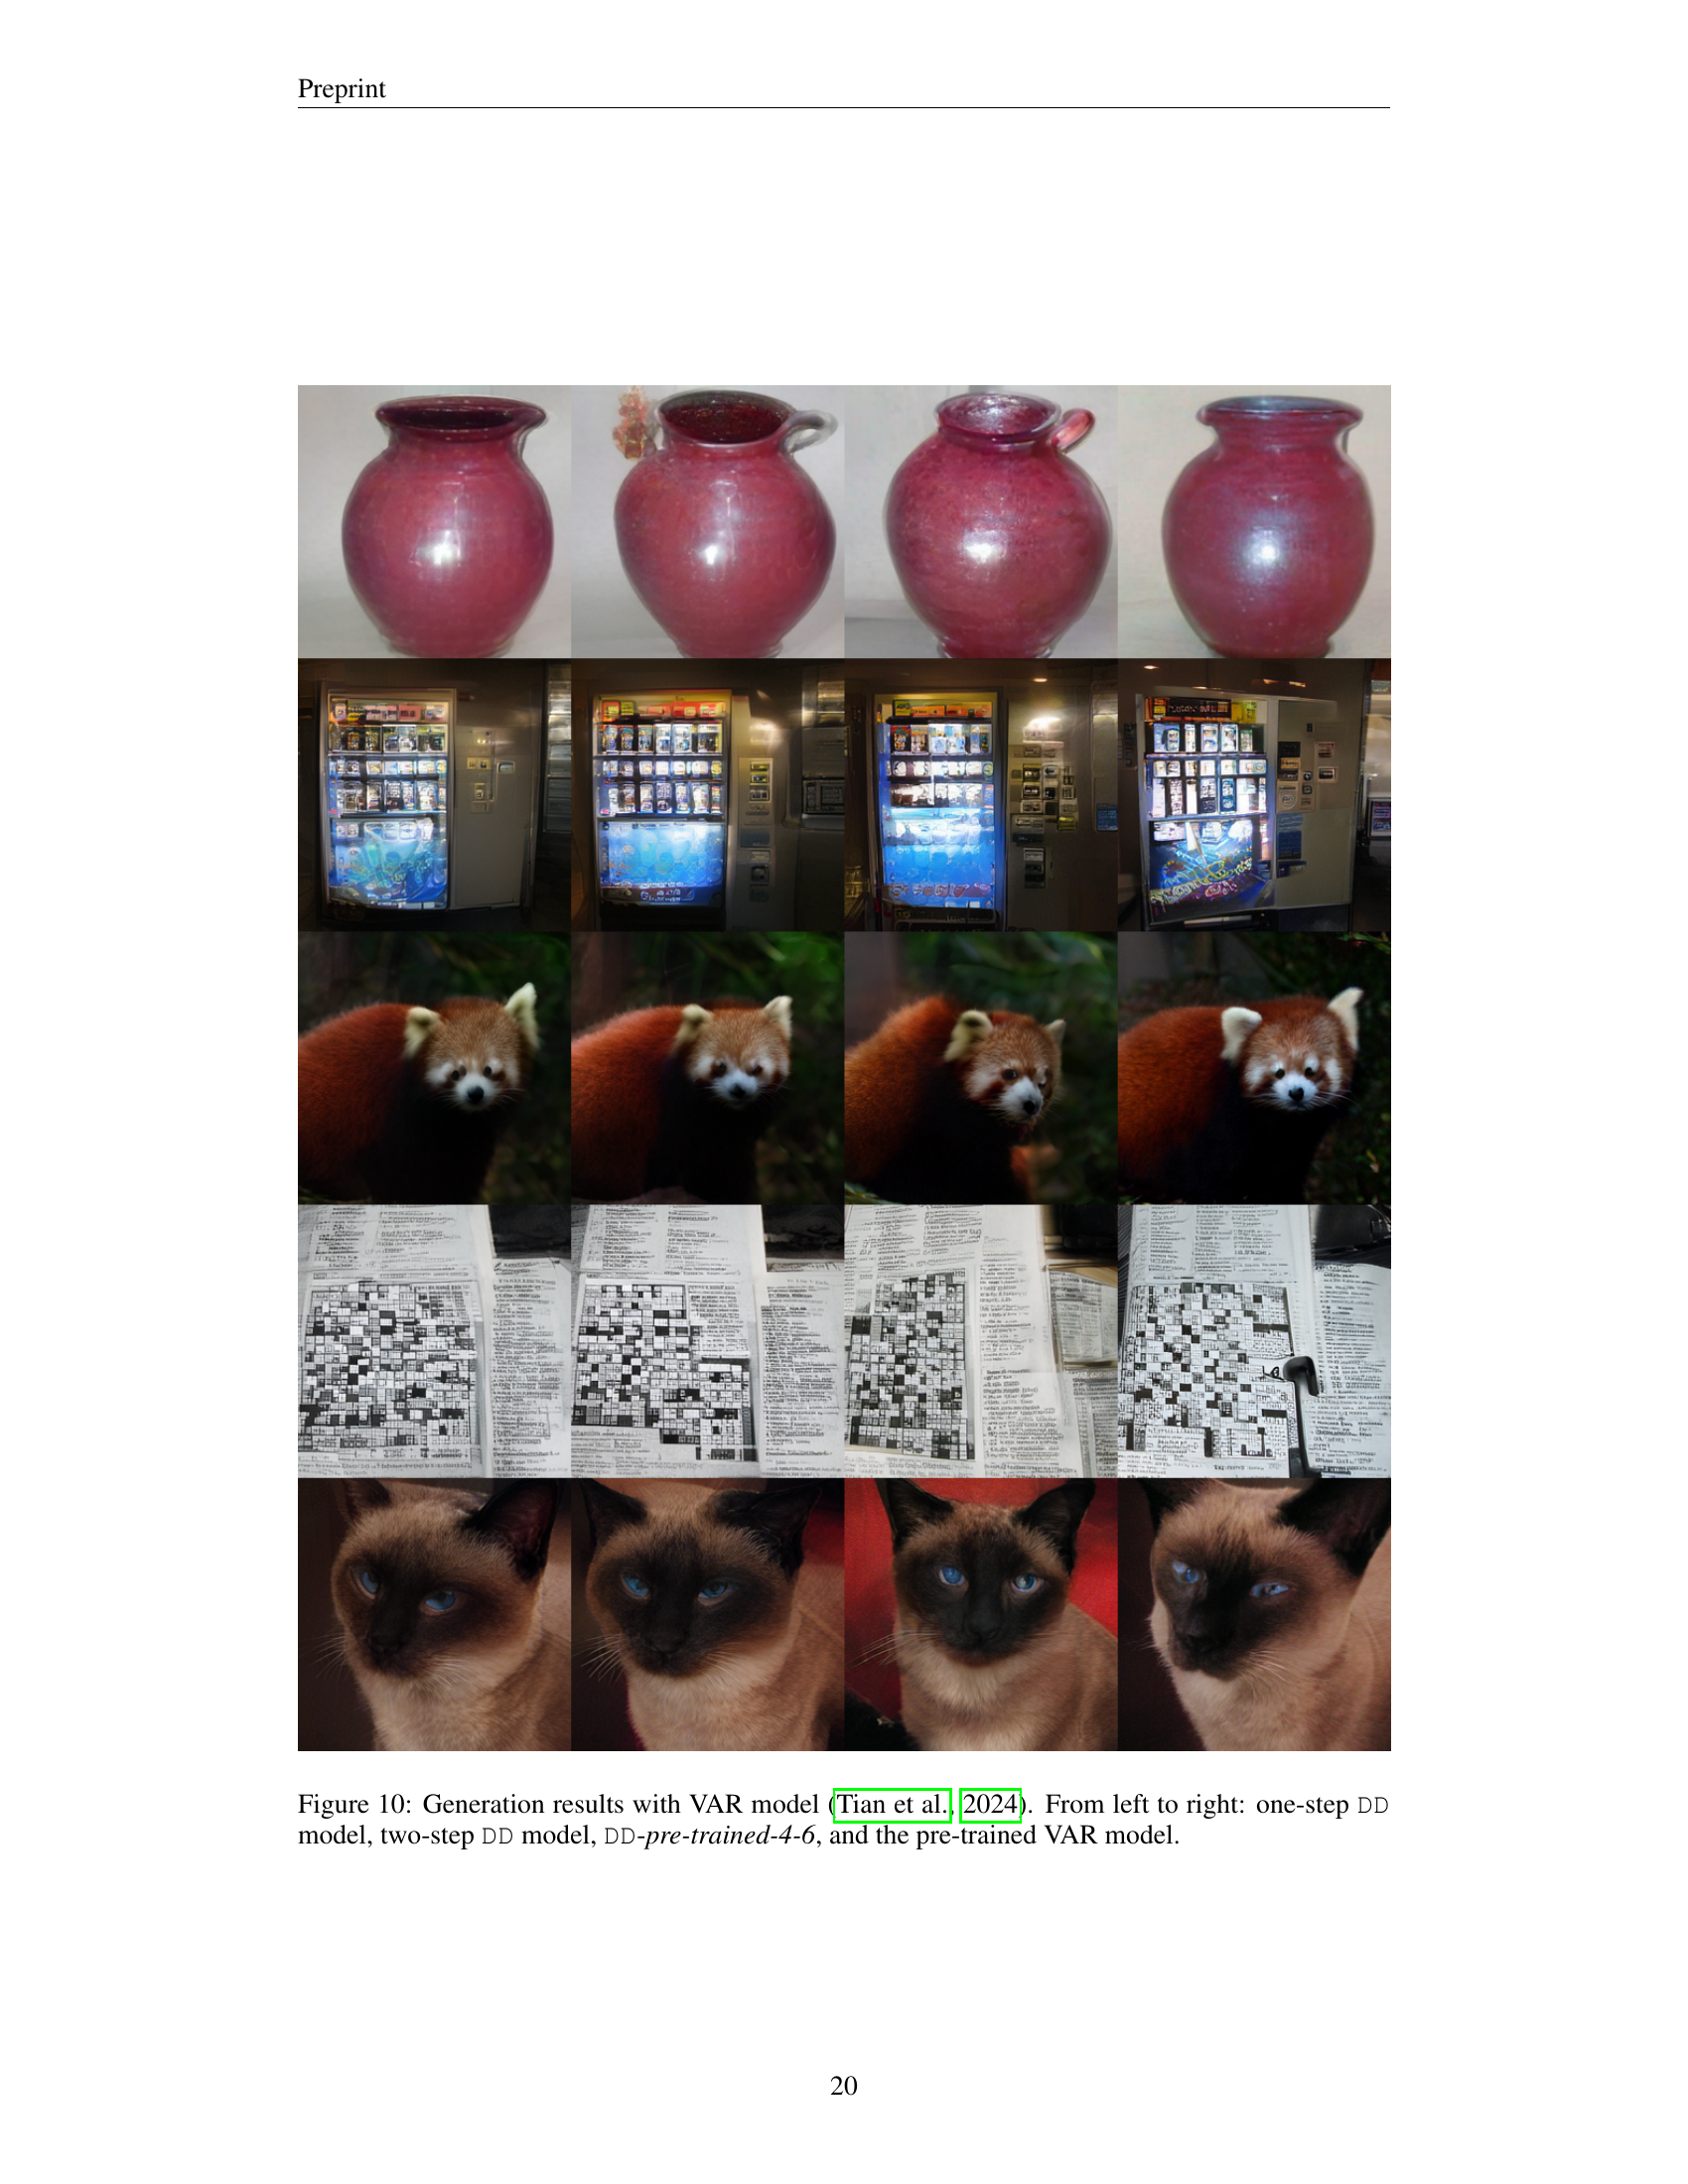 Preprint
Figure 10: Generation results with VAR model (Tian et al., 2024). From left to right: one-step DD
model, two-step DD model, DD-pre-trained-4-6, and the pre-trained VAR model.
20